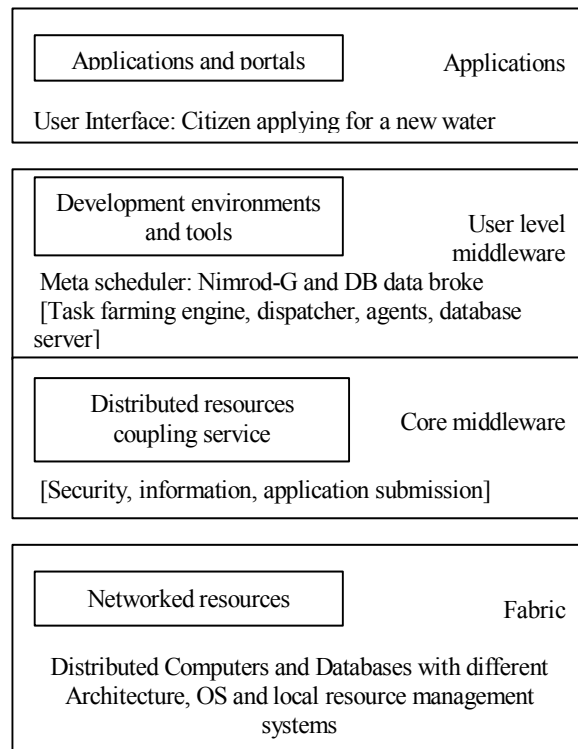 Applications and portals
Applications
User Interface: Citizen applying for a new water
Development environments
and tools
User level
middleware
Meta scheduler: Nimrod-G and DB data broke
[Task farming engine, dispatcher, agents, database
server]
Distributed resources
coupling service
Core middleware
[Security, information, application submission]
Networked resources
Fabric
Distributed Computers and Databases with different
Architecture, OS and local resource management
systems